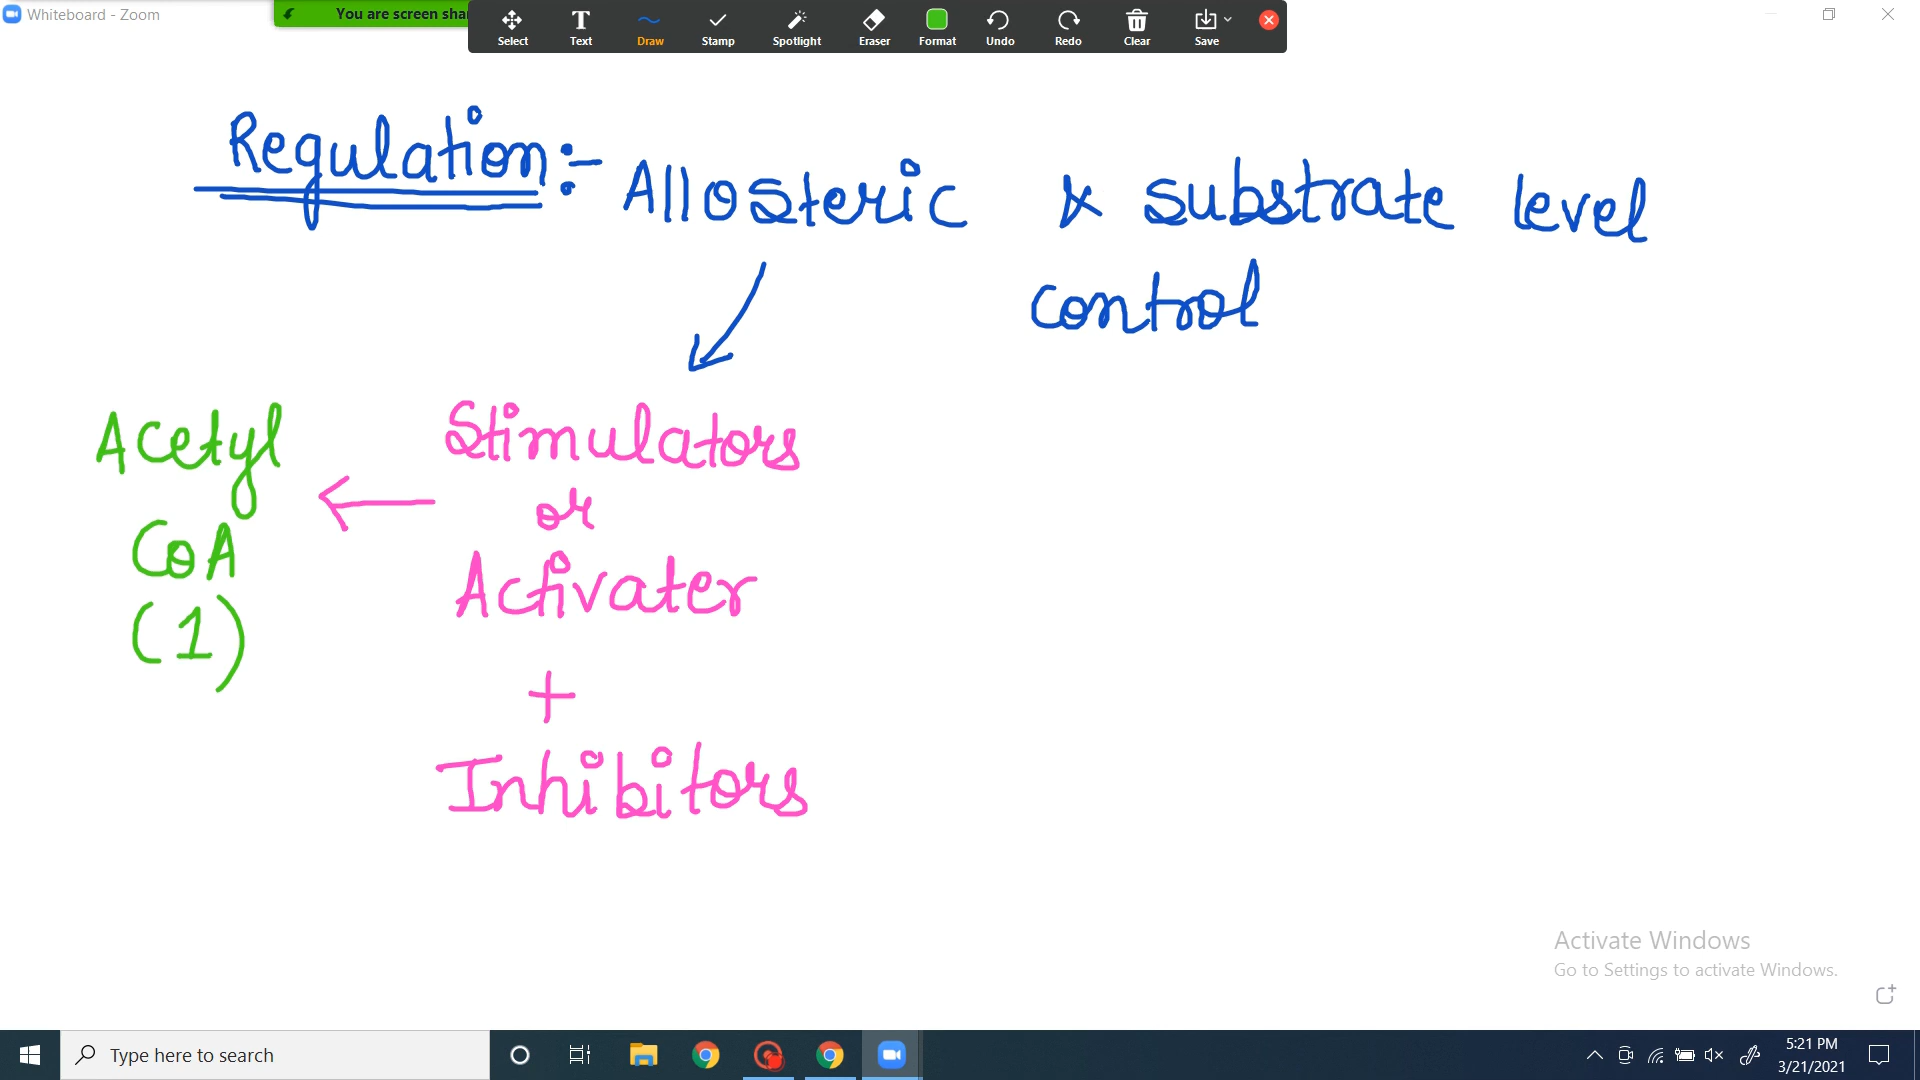 Whiteboard - Zoom
You are screen sha
Select Text Draw Stamp Spotlight Eraser Format Undo Redo Clear Save
Regulation:- Allosteric & substrate level
control
Stimulators
or
Activater
+
Inhibitors
Acetyl
CoA
(1)
Activate Windows
Go to Settings to activate Windows.
Type here to search
5:21 PM
3/21/2021